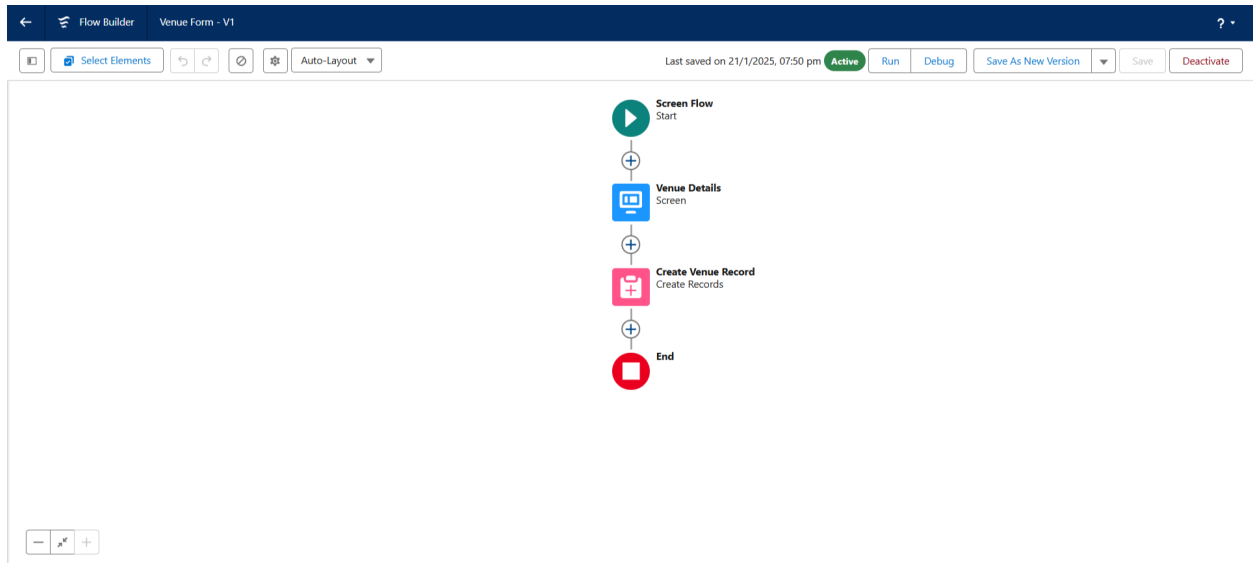 Flow Builder
Venue Form - V1
?
Select Elements
Auto-Layout
Last saved on 21/1/2025, 07:50 pm
Active
Run
Debug
Save As New Version
Save
Deactivate
Screen Flow
Start
Venue Details
Screen
Create Venue Record
Create Records
End